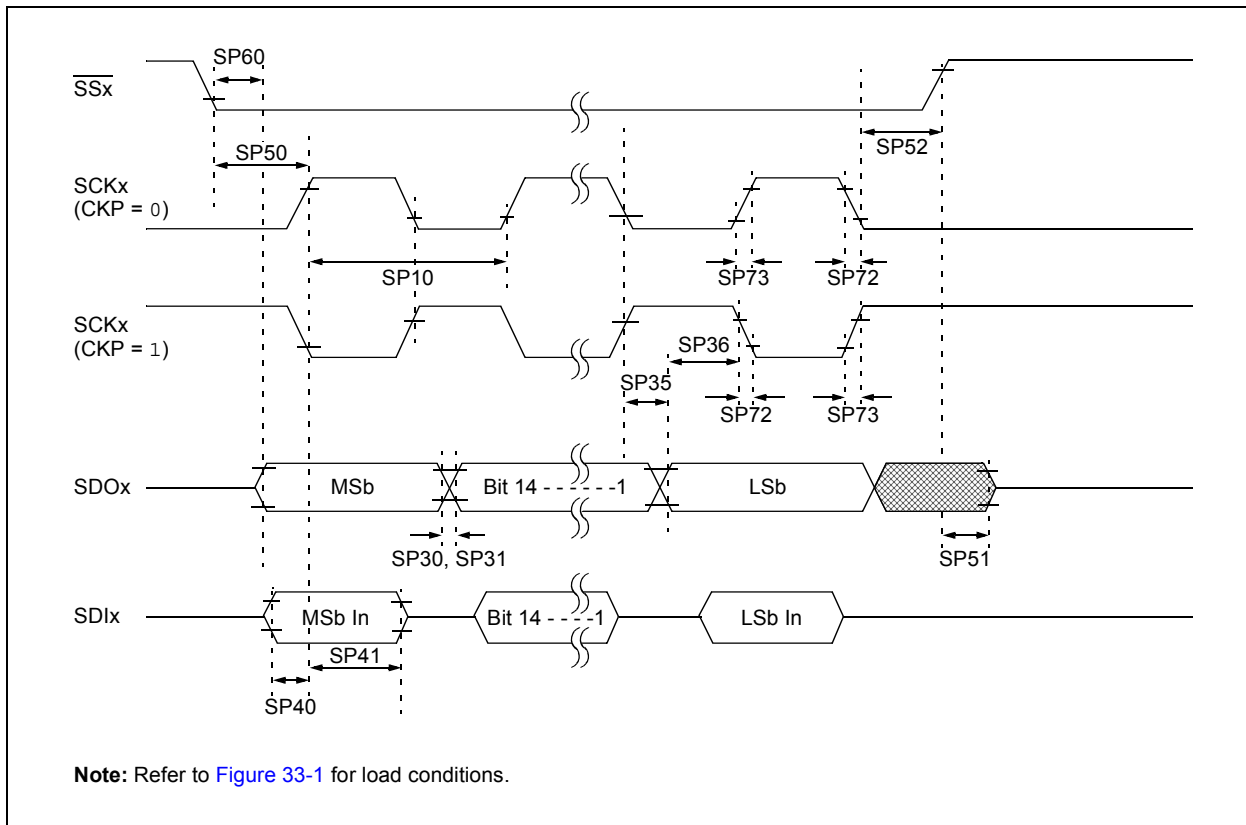 SP60
SSx
SP50
SP52
SCKx
(CKP = 0)
SP10
SP73
SP72
SCKx
(CKP = 1)
SP36
SP35
SP72
SP73
SDOx
MSb
Bit 14 - - - - - -1
LSb
SP30, SP31
SP51
SDIx
MSb In
Bit 14 - - - -1
LSb In
SP41
SP40
Note: Refer to Figure 33-1 for load conditions.